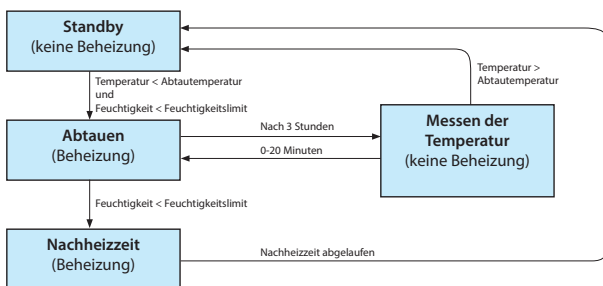 Standby
(keine Beheizung)
Temperatur < Abtautemperatur
und
Feuchtigkeit < Feuchtigkeitslimit
Temperatur >
Abtautemperatur
Abtauen
(Beheizung)
Nach 3 Stunden
0-20 Minuten
Messen der
Temperatur
(keine Beheizung)
Feuchtigkeit < Feuchtigkeitslimit
Nachheizzeit
(Beheizung)
Nachheizzeit abgelaufen